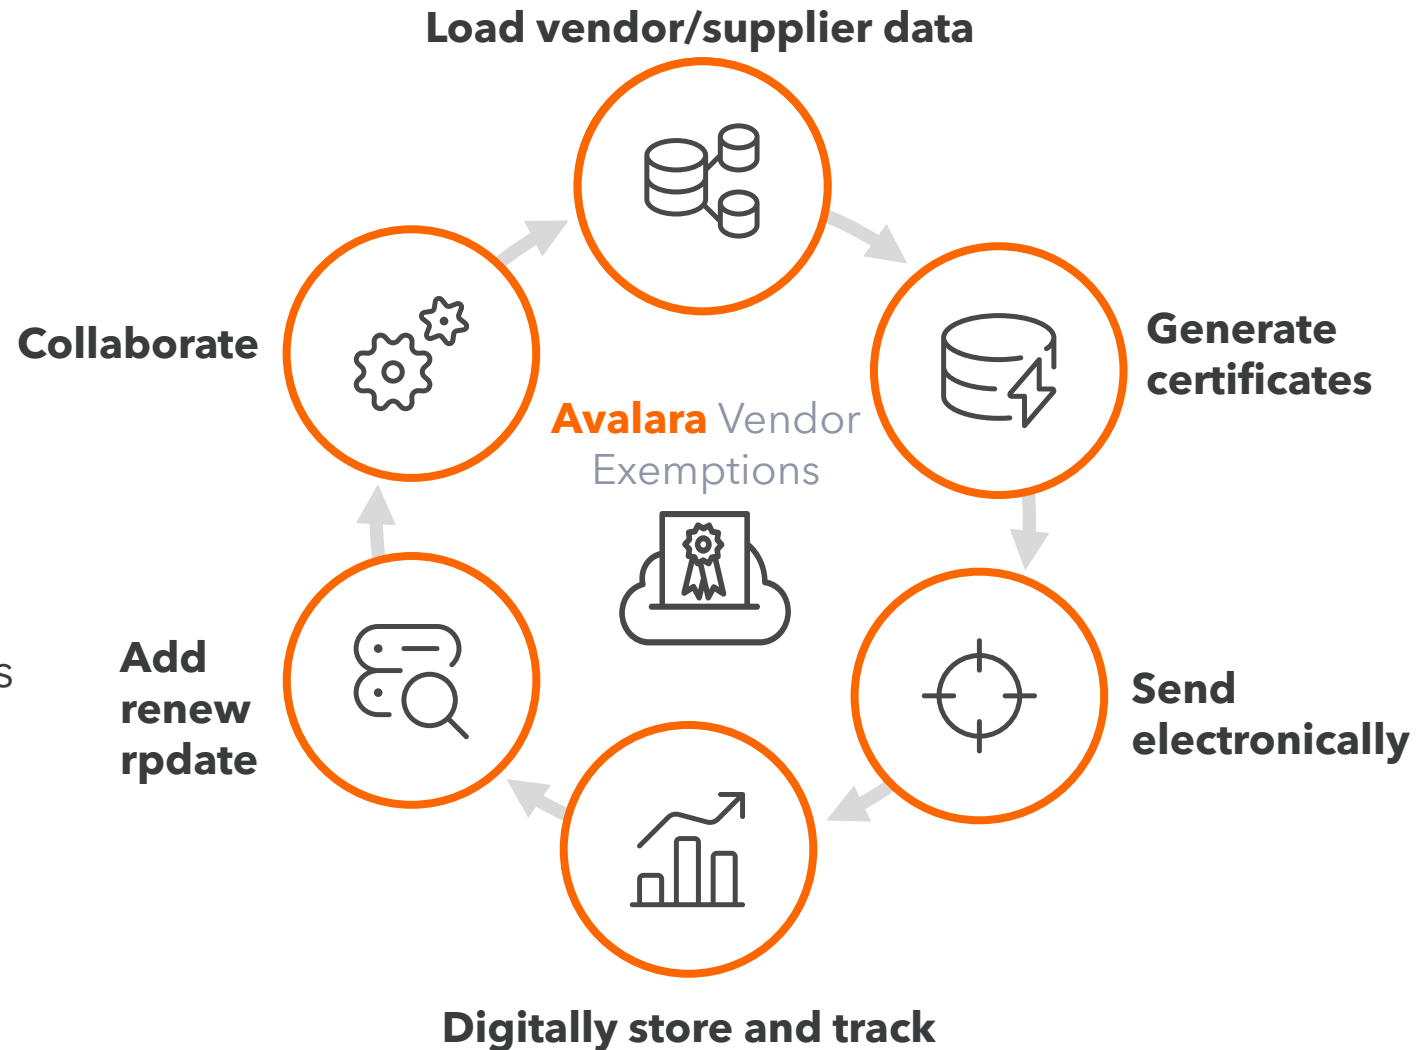 Load vendor/supplier data
Generate
certificates
Collaborate
Avalara Vendor
Exemptions
Send
electronically
Add
renew
rpdate
s
Digitally store and track